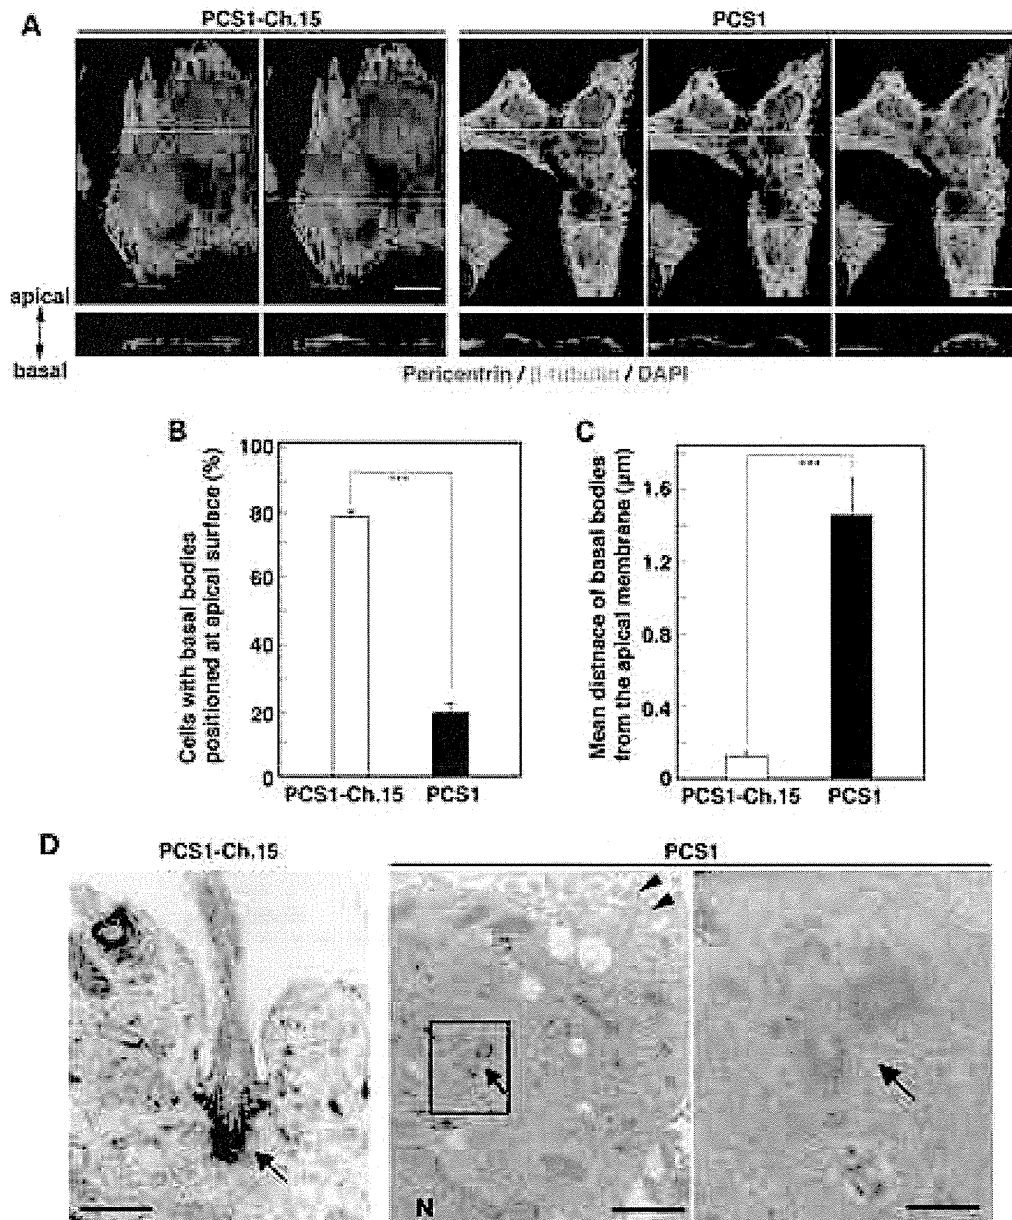 A
PCS1-Ch.15
PCS1
apical
basal
Pericentrin / β-tubulin / DAPI
B
Cells with basal bodies
positioned at apical surface (%)
100
80
60
40
20
0
***
PCS1-Ch.15
PCS1
C
Mean distnace of basal bodies
from the apical membrane (μm)
1.6
1.2
0.8
0.4
0
***
PCS1-Ch.15
PCS1
D
PCS1-Ch.15
PCS1
N